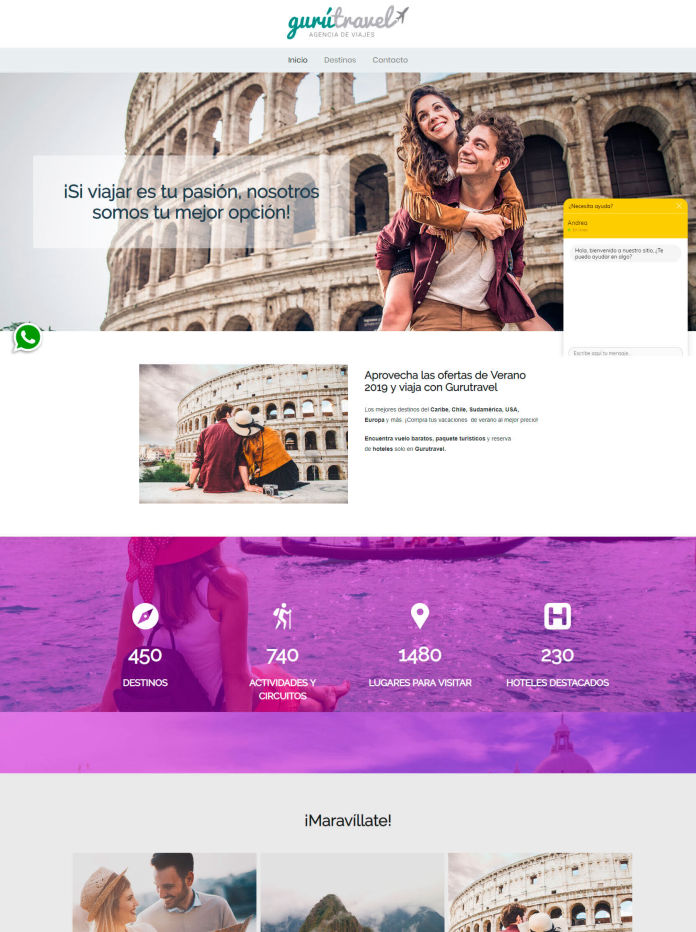 gurútravel
AGENCIA DE VIAJES
Inicio Destinos Contacto
¡Si viajar es tu pasión, nosotros
somos tu mejor opción!
¿Necesita ayuda?
Andrea
Hola, bienvenido a nuestro sitio, ¿Te
puedo ayudar en algo?
Escribe aquí tu mensaje...
Aprovecha las ofertas de Verano
2019 y viaja con Gurutravel
Los mejores destinos del Caribe, Chile, Sudamérica, USA,
Europa y más. ¡Compra tus vacaciones de verano al mejor precio!
Encuentra vuelo baratos, paquete turísticos y reserva
de hoteles solo en Gurutravel.
450
DESTINOS
740
ACTIVIDADES Y
CIRCUITOS
1480
LUGARES PARA VISITAR
H
230
HOTELES DESTACADOS
¡Maravíllate!